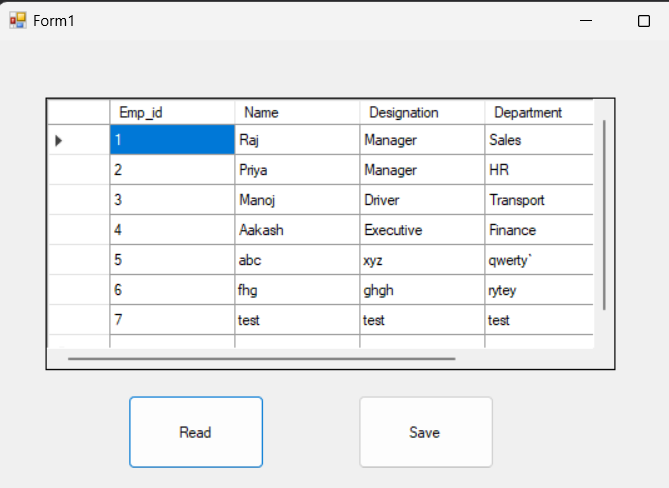 Form1
Emp_id Name Designation Department
1 Raj Manager Sales
2 Priya Manager HR
3 Manoj Driver Transport
4 Aakash Executive Finance
5 abc xyz qwerty`
6 fhg ghgh rytey
7 test test test
Read Save